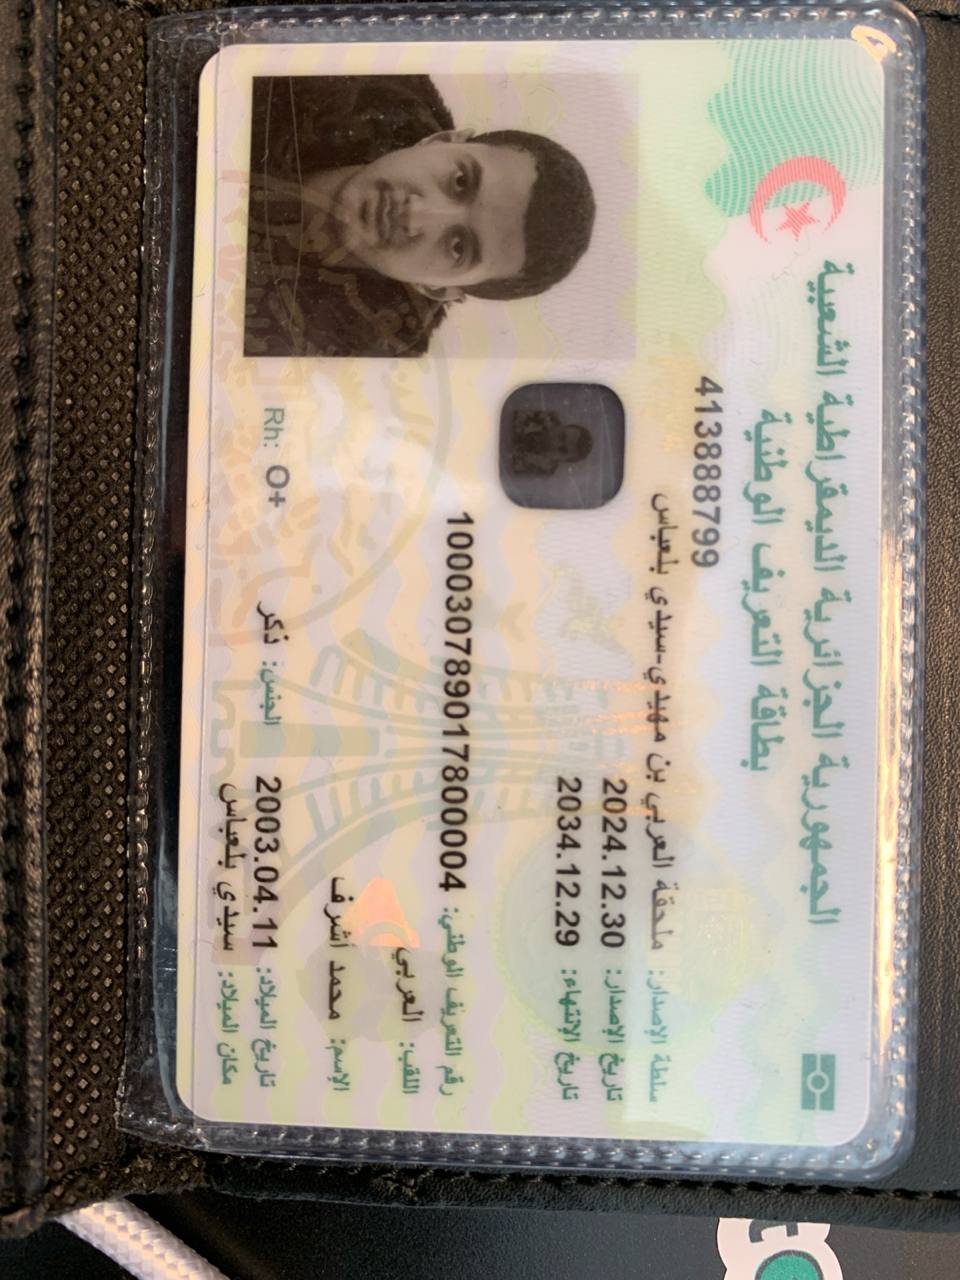 الجمهورية الجزائرية الديمقراطية الشعبية
بطاقة التعريف الوطنية
413888799
سلطة الإصدار: ملحقة العربي بن مهيدي-سيدي بلعباس
تاريخ الإصدار: 2024.12.30
تاريخ الإنتهاء: 2034.12.29
رقم التعريف الوطني: 100030789017800004
اللقب: العربي
الإسم: محمد أشرف
تاريخ الميلاد: 2003.04.11 الجنس: ذكر Rh: O+
مكان الميلاد: سيدي بلعباس